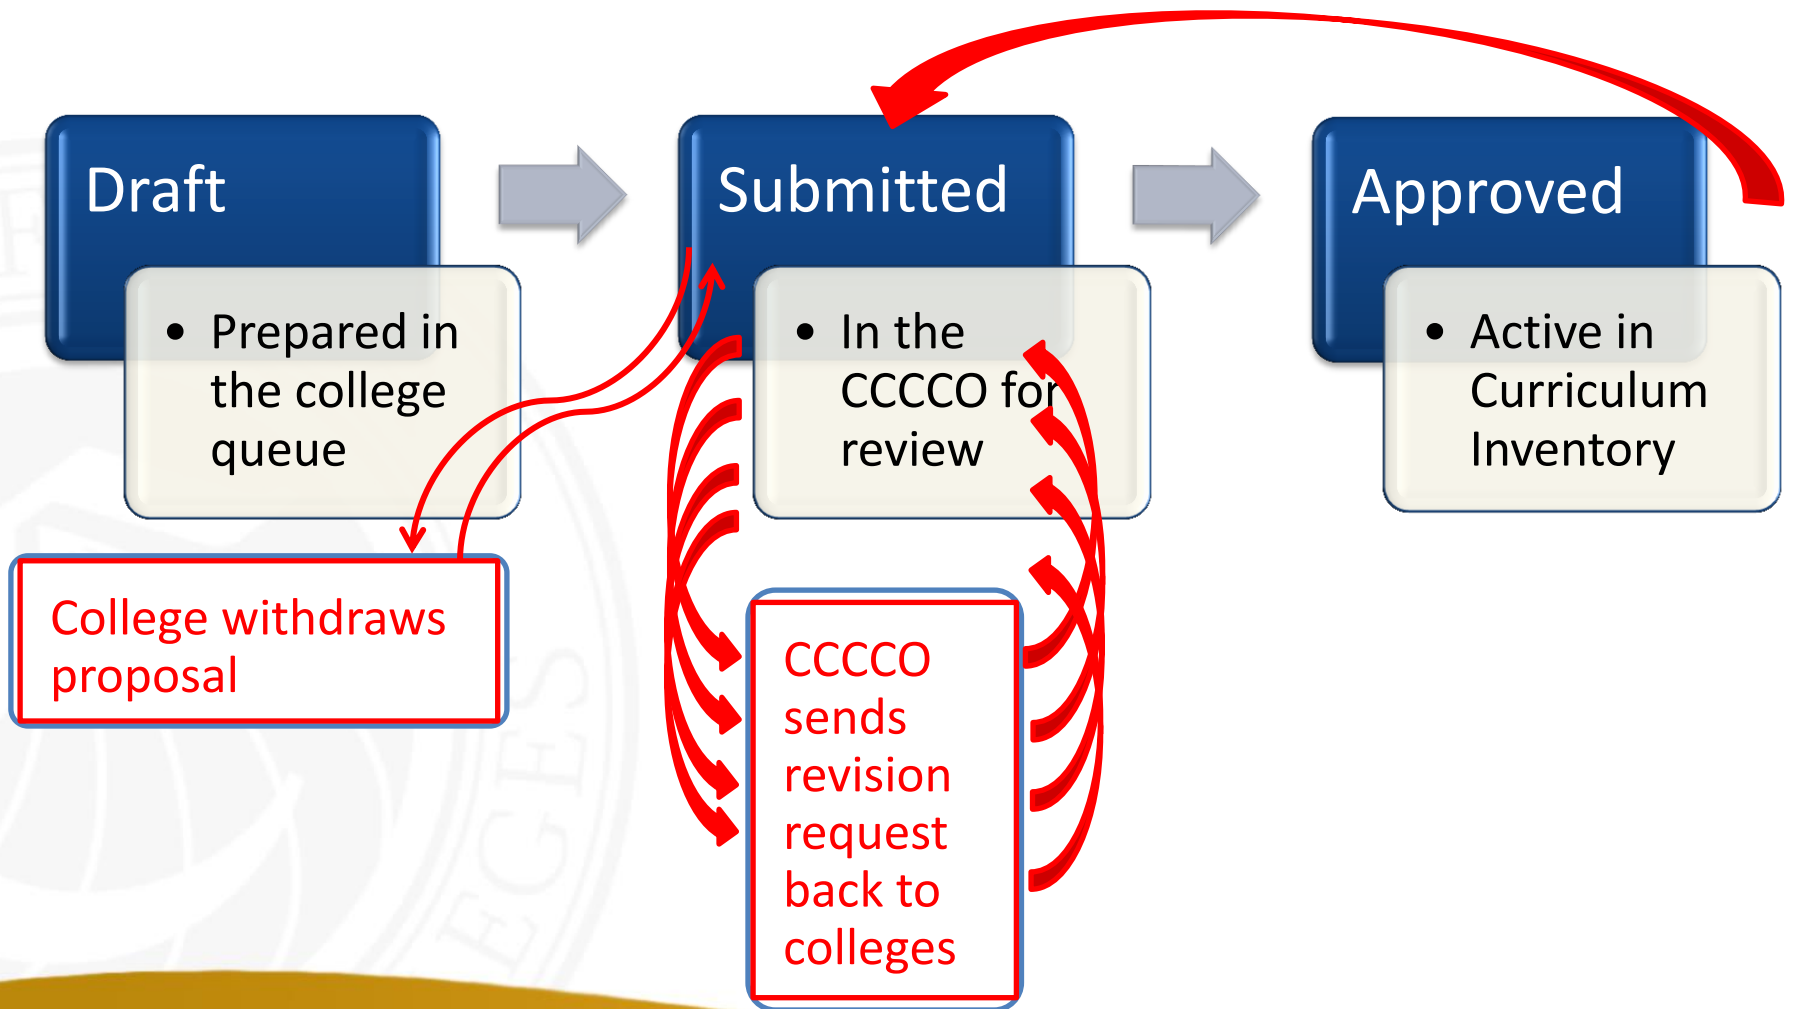 Draft
• Prepared in
the college
queue
Submitted
• In the
CCCCO for
review
Approved
• Active in
Curriculum
Inventory
College withdraws
proposal
CCCCO
sends
revision
request
back to
colleges